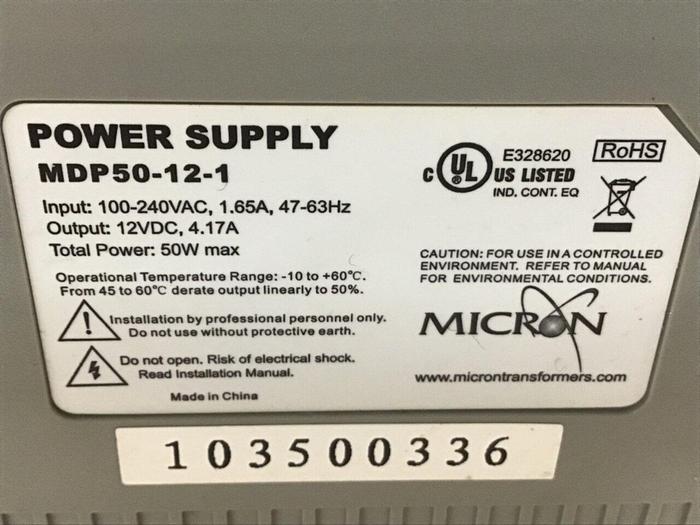 POWER SUPPLY
MDP50-12-1
Input: 100-240VAC, 1.65A, 47-63Hz
Output: 12VDC, 4.17A
Total Power: 50W max
Operational Temperature Range: -10 to +60°C.
From 45 to 60°C derate output linearly to 50%.
Installation by professional personnel only.
Do not use without protective earth.
Do not open. Risk of electrical shock.
Read Installation Manual.
Made in China
C UL ® US LISTED
E328620
IND. CONT. EQ
RoHS
CAUTION: FOR USE IN A CONTROLLED
ENVIRONMENT. REFER TO MANUAL
FOR ENVIRONMENTAL CONDITIONS.
MICRON
www.microntransformers.com
103500336